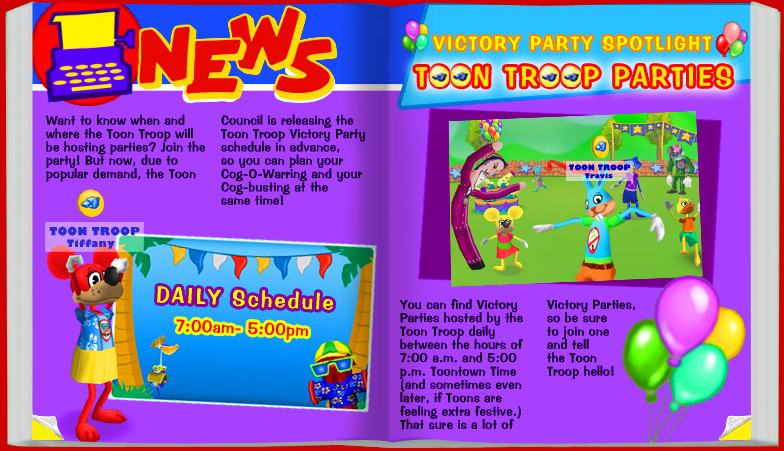 NEWS
Want to know when and
where the Toon Troop will
be hosting parties? Join the
party! But now, due to
popular demand, the Toon
Council is releasing the
Toon Troop Victory Party
schedule in advance,
so you can plan your
Cog-O-Warring and your
Cog-busting at the
same time!
TOON TROOP
Tiffany
DAILY Schedule
7:00am- 5:00pm
VICTORY PARTY SPOTLIGHT
TOON TROOP PARTIES
TOON TROOP
Travis
You can find Victory
Parties hosted by the
Toon Troop daily
between the hours of
7:00 a.m. and 5:00
p.m. Toontown Time
(and sometimes even
later, if Toons are
feeling extra festive.)
That sure is a lot of
Victory Parties,
so be sure
to join one
and tell
the Toon
Troop hello!